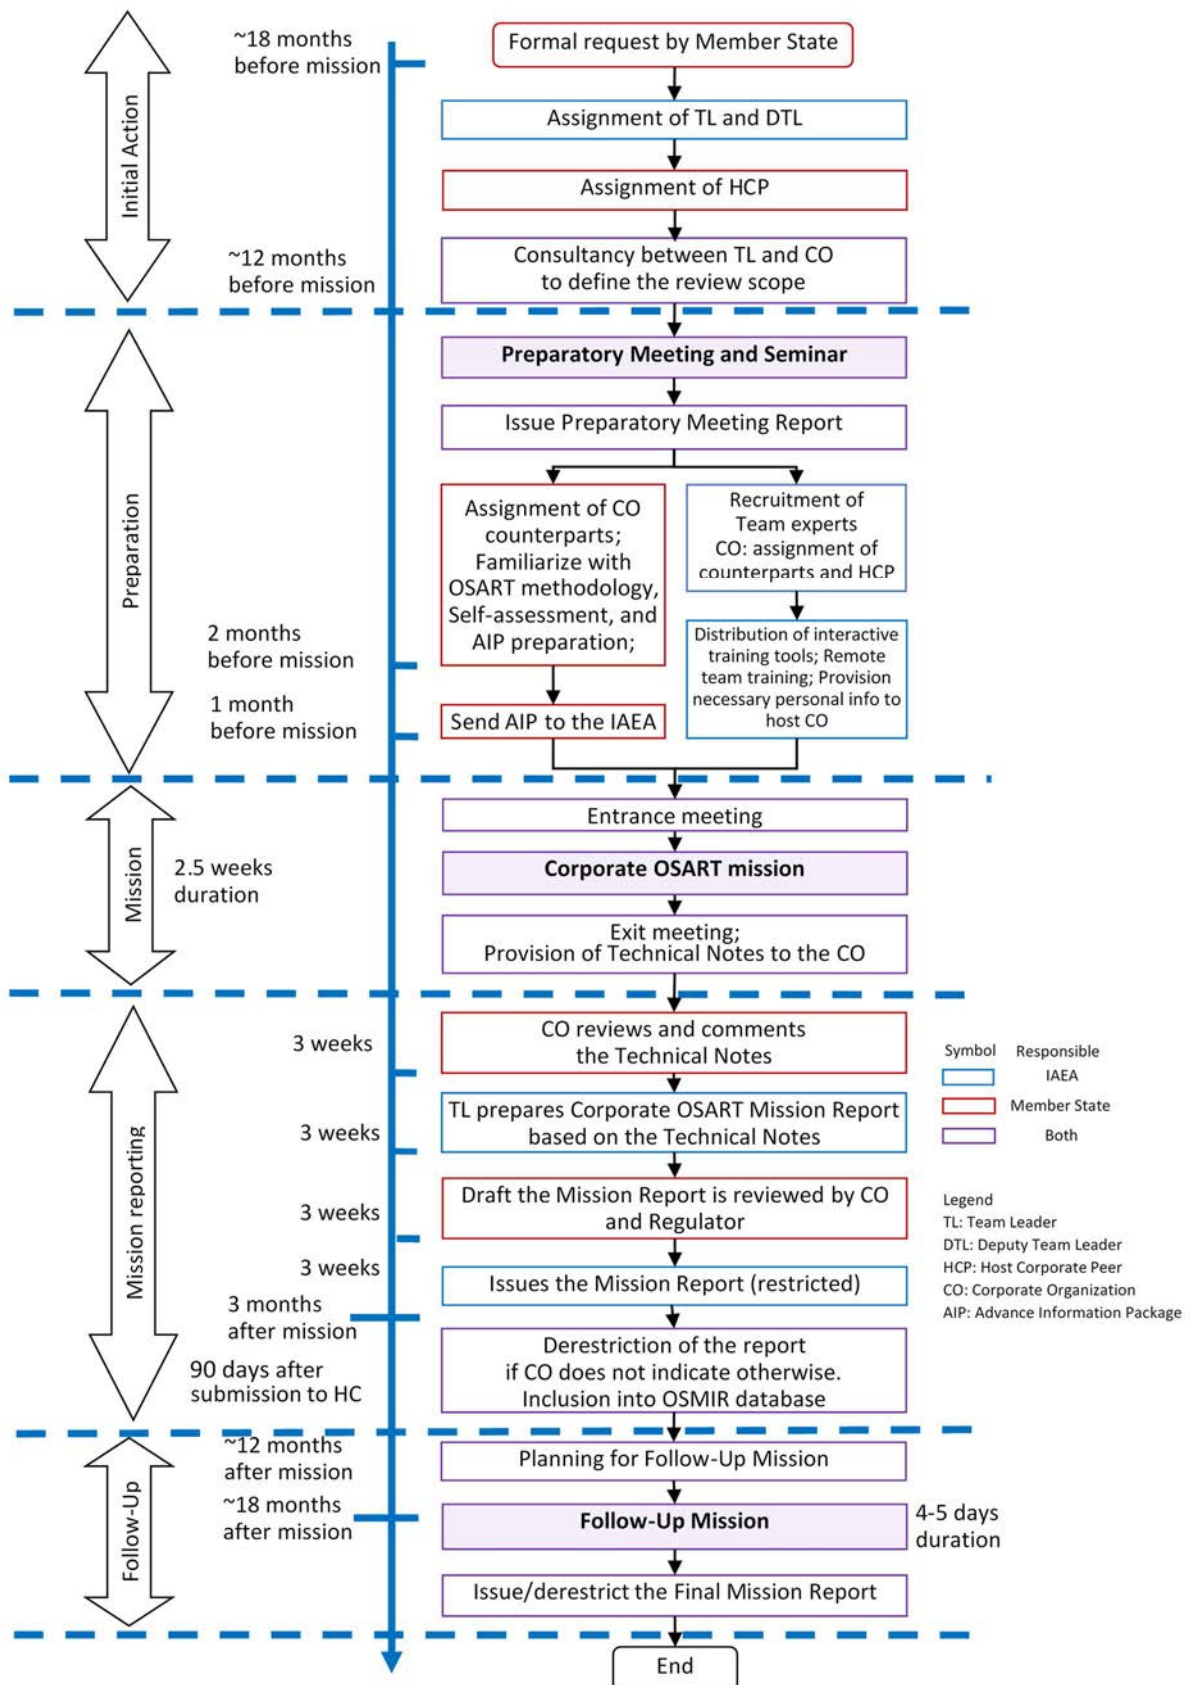 ~18 months
before mission
Formal request by Member State
Assignment of TL and DTL
Initial Action
Assignment of HCP
~12 months
before mission
Consultancy between TL and CO
to define the review scope
Preparatory Meeting and Seminar
Issue Preparatory Meeting Report
Preparation
Assignment of CO
counterparts;
Familiarize with
OSART methodology,
Self-assessment, and
AIP preparation;
Recruitment of
Team experts
CO: assignment of
counterparts and HCP
2 months
before mission
Distribution of interactive
training tools; Remote
team training; Provision
necessary personal info to
host CO
1 month
before mission
Send AIP to the IAEA
Entrance meeting
Mission
2.5 weeks
duration
Corporate OSART mission
Exit meeting;
Provision of Technical Notes to the CO
Mission reporting
3 weeks
CO reviews and comments
the Technical Notes
3 weeks
TL prepares Corporate OSART Mission Report
based on the Technical Notes
3 weeks
Draft the Mission Report is reviewed by CO
and Regulator
3 weeks
Issues the Mission Report (restricted)
3 months
after mission
90 days after
submission to HC
Derestriction of the report
if CO does not indicate otherwise.
Inclusion into OSMIR database
Symbol Responsible
IAEA
Member State
Both
Legend
TL: Team Leader
DTL: Deputy Team Leader
HCP: Host Corporate Peer
CO: Corporate Organization
AIP: Advance Information Package
Follow-Up
~12 months
after mission
Planning for Follow-Up Mission
~18 months
after mission
Follow-Up Mission
4-5 days
duration
Issue/derestrict the Final Mission Report
End